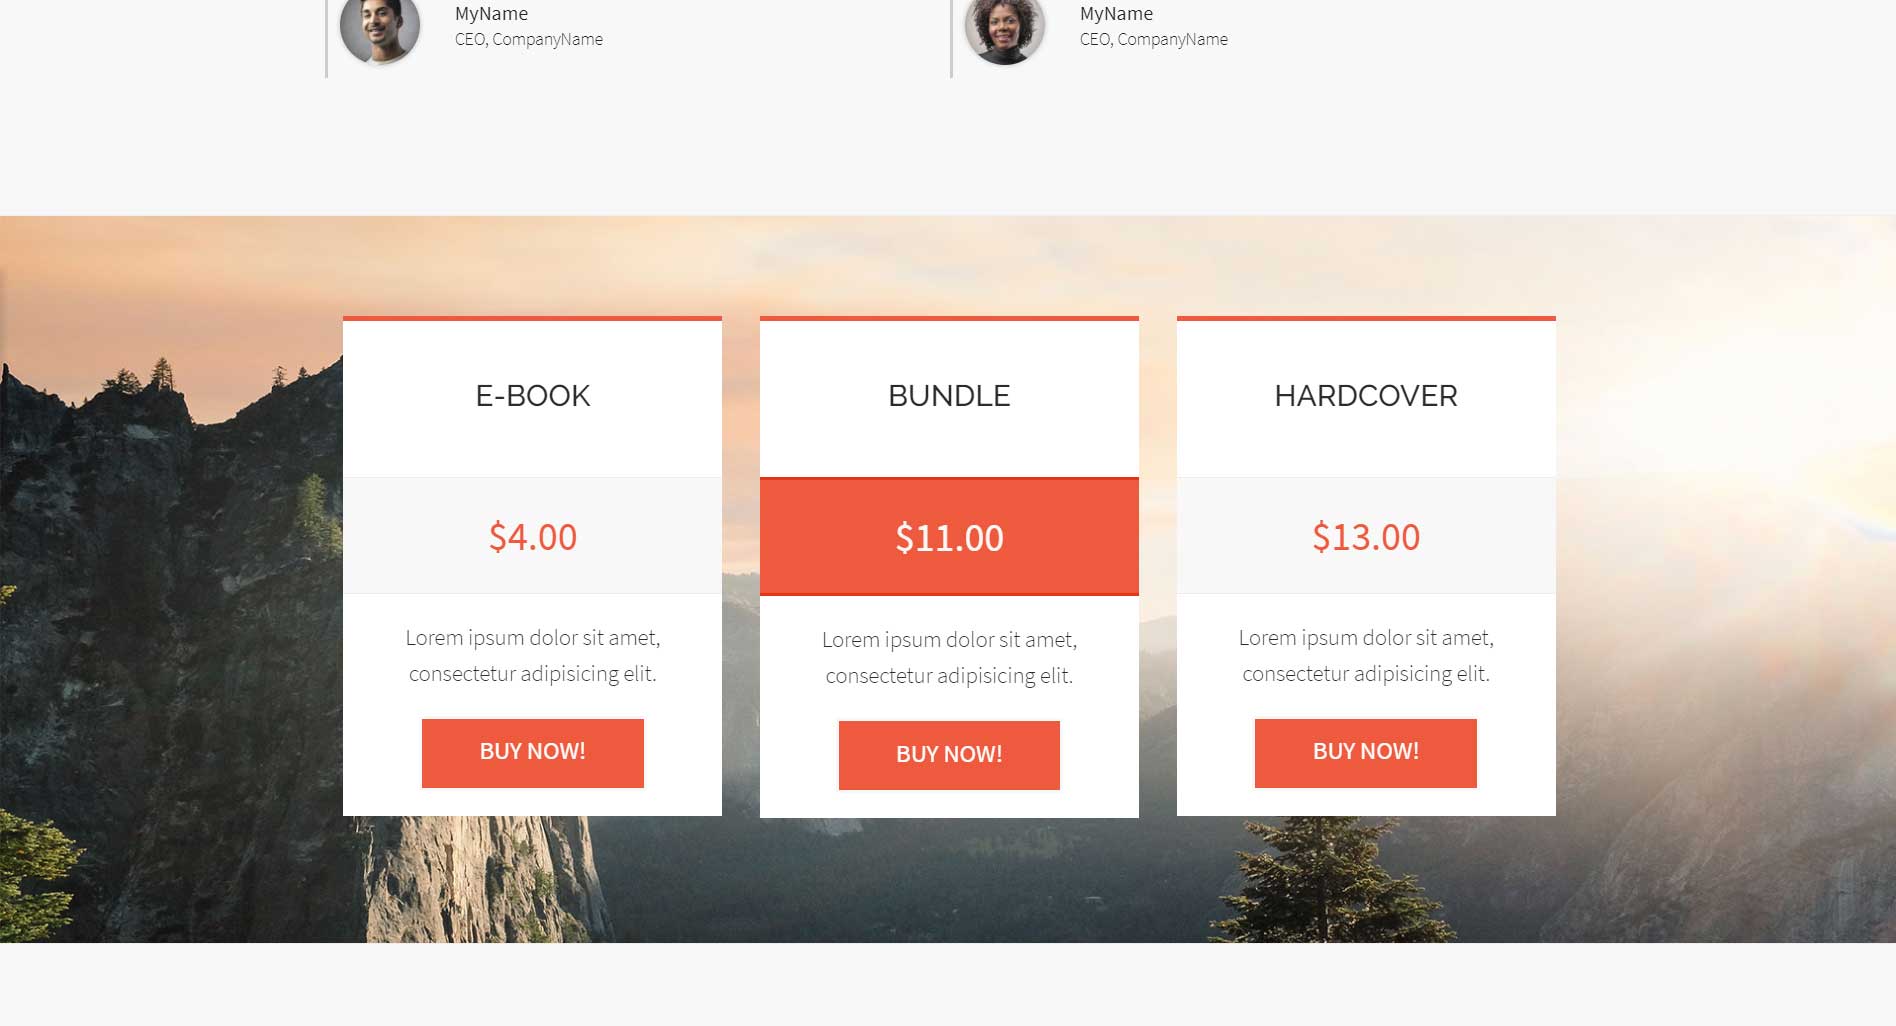 MyName
CEO, CompanyName
MyName
CEO, CompanyName
E-BOOK
$4.00
Lorem ipsum dolor sit amet,
consectetur adipisicing elit.
BUY NOW!
BUNDLE
$11.00
Lorem ipsum dolor sit amet,
consectetur adipisicing elit.
BUY NOW!
HARDCOVER
$13.00
Lorem ipsum dolor sit amet,
consectetur adipisicing elit.
BUY NOW!